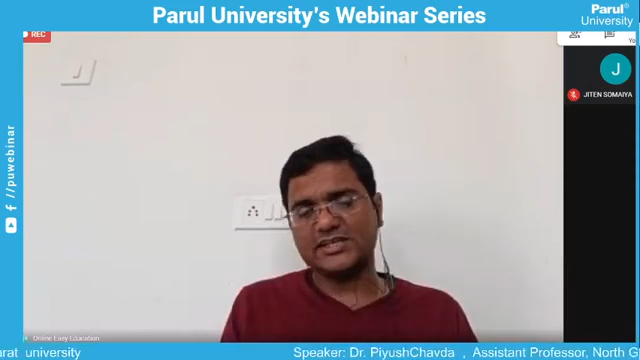 Parul University's Webinar Series
Parul®
University
REC
J
JITEN SOMAIYA
f //puwebinar
Online Easy Education
university
Speaker: Dr. PiyushChavda , Assistant Professor, North G